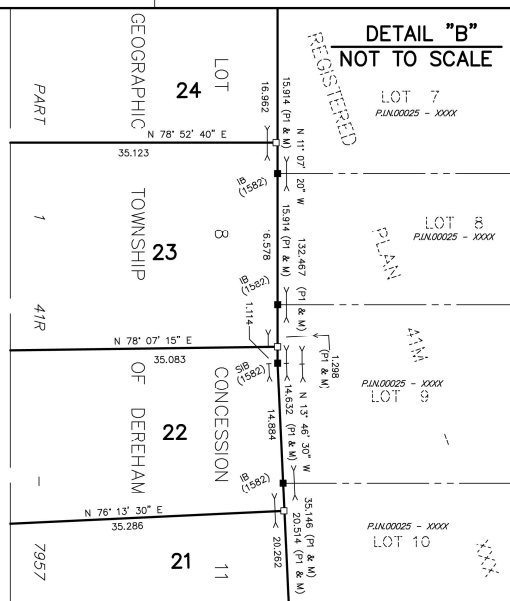 DETAIL "B"
NOT TO SCALE
GEOGRAPHIC
TOWNSHIP
OF DEREHAM
LOT
8
CONCESSION
11
PART
1
41R
-
7957
REGISTERED
PLAN
41M
-
XXX
24
23
22
21
LOT 7
P.I.N.00025 - XXXX
LOT 8
P.I.N.00025 - XXXX
P.I.N.00025 - XXXX
LOT 9
P.I.N.00025 - XXXX
LOT 10
N 78° 52' 40" E
35.123
N 78° 07' 15" E
35.083
N 76° 13' 30" E
35.286
16.962
15.914 (P1 & M)
N 11° 07' 20" W
132.467 (P1 & M)
IB
(1582)
16.578
15.914 (P1 & M)
IB
(1582)
1.114
1.298
(P1 & M)
SIB
(1582)
14.884
14.632 (P1 & M)
N 13° 46' 30" W
35.146 (P1 & M)
IB
(1582)
20.262
20.514 (P1 & M)